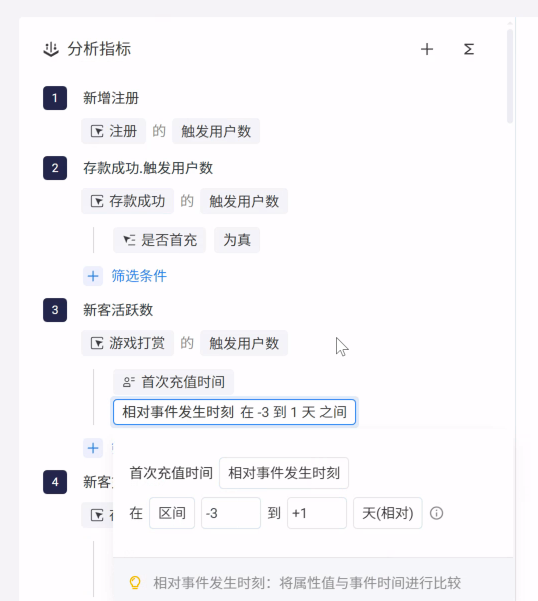 分析指标
1 新增注册
注册 的 触发用户数
2 存款成功.触发用户数
存款成功 的 触发用户数
是否首充 为真
+ 筛选条件
3 新客活跃数
游戏打赏 的 触发用户数
首次充值时间
相对事件发生时刻 在 -3 到 1 天 之间
4 新客
首次充值时间 相对事件发生时刻
在 区间 -3 到 +1 天(相对)
相对事件发生时刻：将属性值与事件时间进行比较